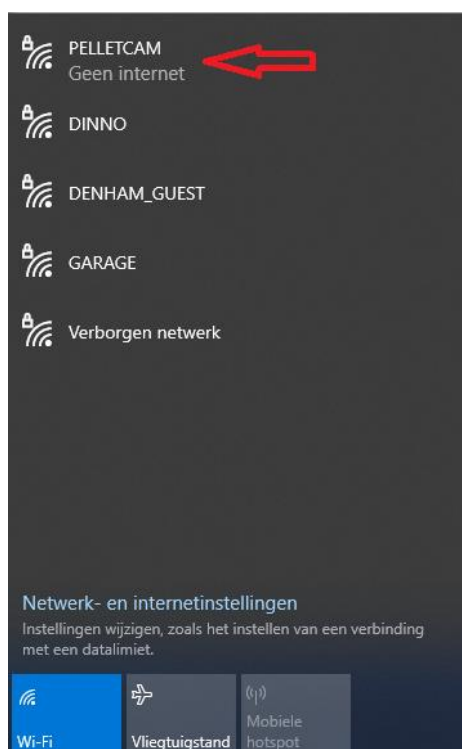 PELLETCAM
Geen internet
DINNO
DENHAM_GUEST
GARAGE
Verborgen netwerk
Netwerk- en internetinstellingen
Instellingen wijzigen, zoals het instellen van een verbinding
met een datalimiet.
Wi-Fi
Vliegtuigstand
Mobiele
hotspot